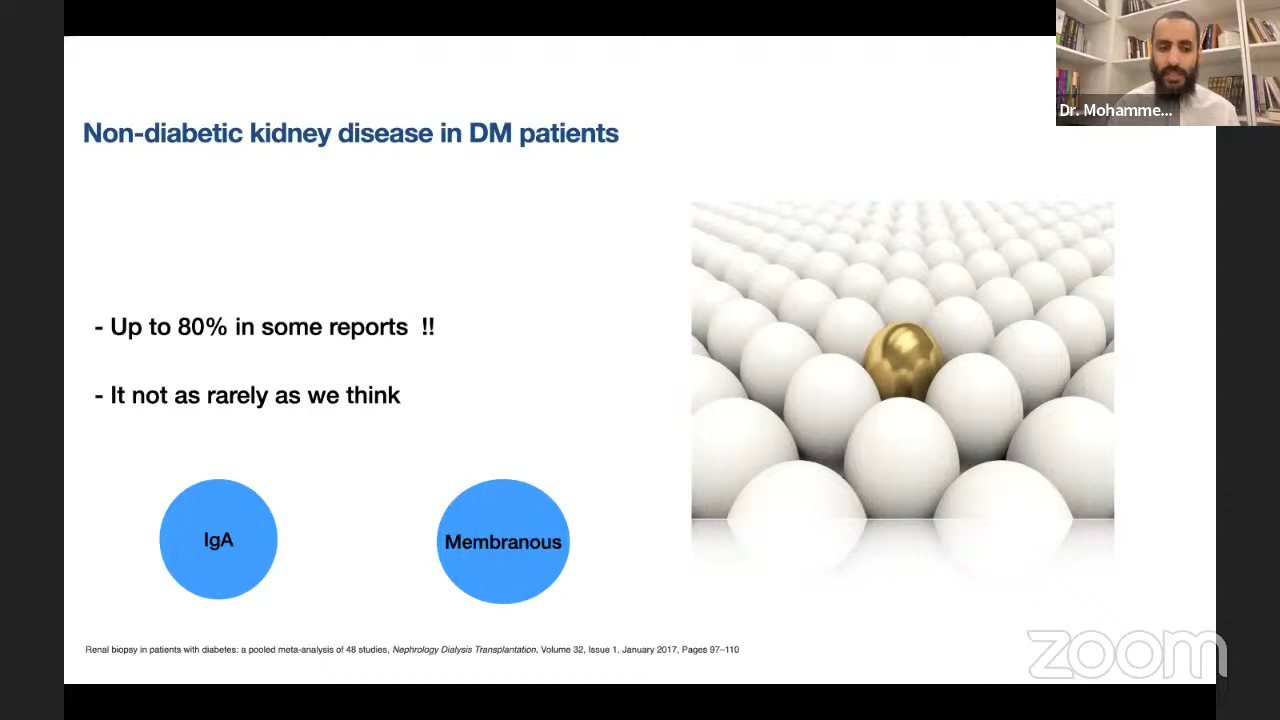 Dr. Mohamme...
Non-diabetic kidney disease in DM patients
- Up to 80% in some reports  !!
- It not as rarely as we think
IgA
Membranous
Renal biopsy in patients with diabetes: a pooled meta-analysis of 48 studies, Nephrology Dialysis Transplantation, Volume 32, Issue 1, January 2017, Pages 97–110
zoom